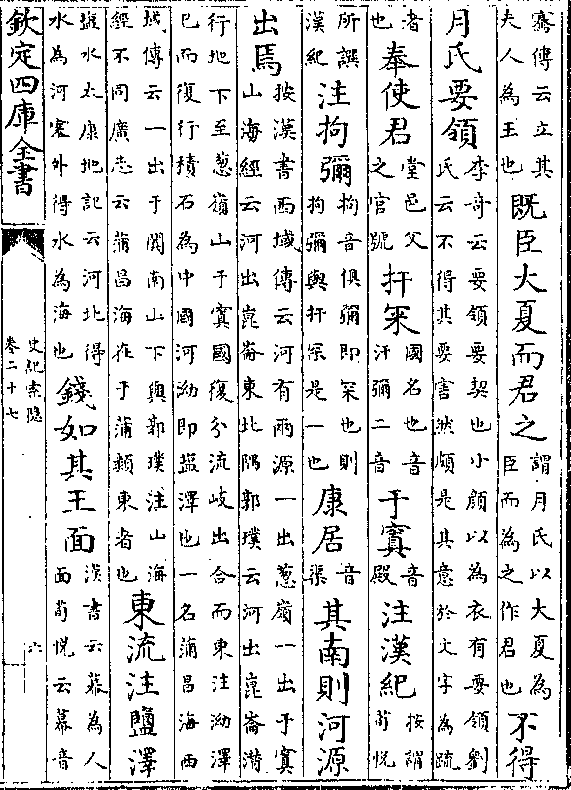 騫傳云立其夫人為王也既臣大夏而君之謂月氏以大夏為臣而為之作君也不得
月氏要領李奇云要領要契也小顏以為衣有要領劉氏云不得其要害然頗是其意於文字為疏
者也奉使君堂邑父之官號扜罙國名也音汗彌二音于窴音殿注漢紀按謂荀悅
所譔漢紀注拘彌拘音俱彌即罙也則拘彌與扜罙是一也康居音渠其南則河源
出焉按漢書西域傳云河有兩源一出葱嶺一出于窴山海經云河出崑崙東北隅郭璞云河出崑崙潛
行地下至葱嶺山于窴國復分流岐出合而東注泑澤已而復行積石為中國河泑即鹽澤也一名蒲昌海西
域傳云一出于闐南山下與郭璞注山海經不同廣志云蒲昌海在于蒲類東者也東流注鹽澤
鹽水太康地記云河北得水為河塞外得水為海也錢如其王面漢書云幕為人面荀悅云幕音
欽定四庫全書
史記索隱
卷二十七
六